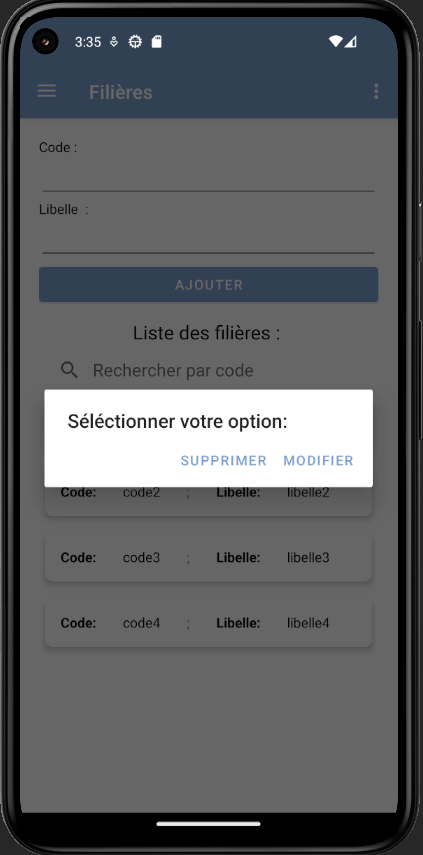 3:35
Filières
Code :
Libelle :
AJOUTER
Liste des filières :
Rechercher par code
Séléctionner votre option:
SUPPRIMER MODIFIER
Code: code2 ; Libelle: libelle2
Code: code3 ; Libelle: libelle3
Code: code4 ; Libelle: libelle4